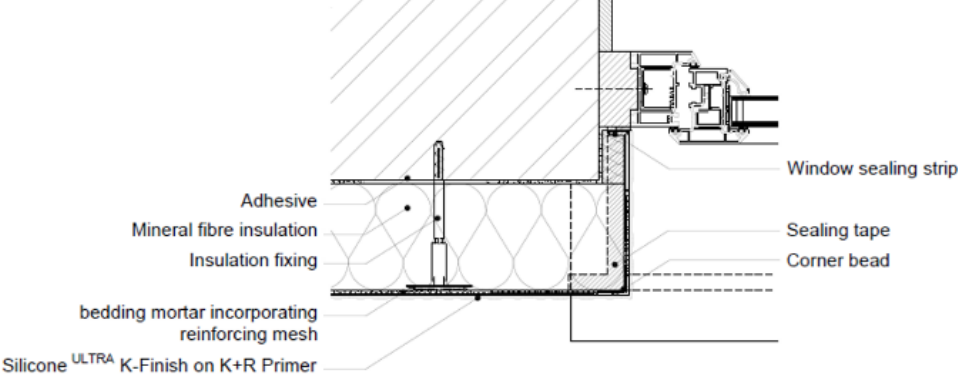 Adhesive
Mineral fibre insulation
Insulation fixing
bedding mortar incorporating
reinforcing mesh
Silicone ULTRA K-Finish on K+R Primer
Window sealing strip
Sealing tape
Corner bead